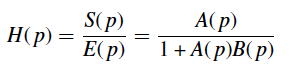 H(p) = S(p)/E(p) = A(p)/(1 + A(p)B(p))